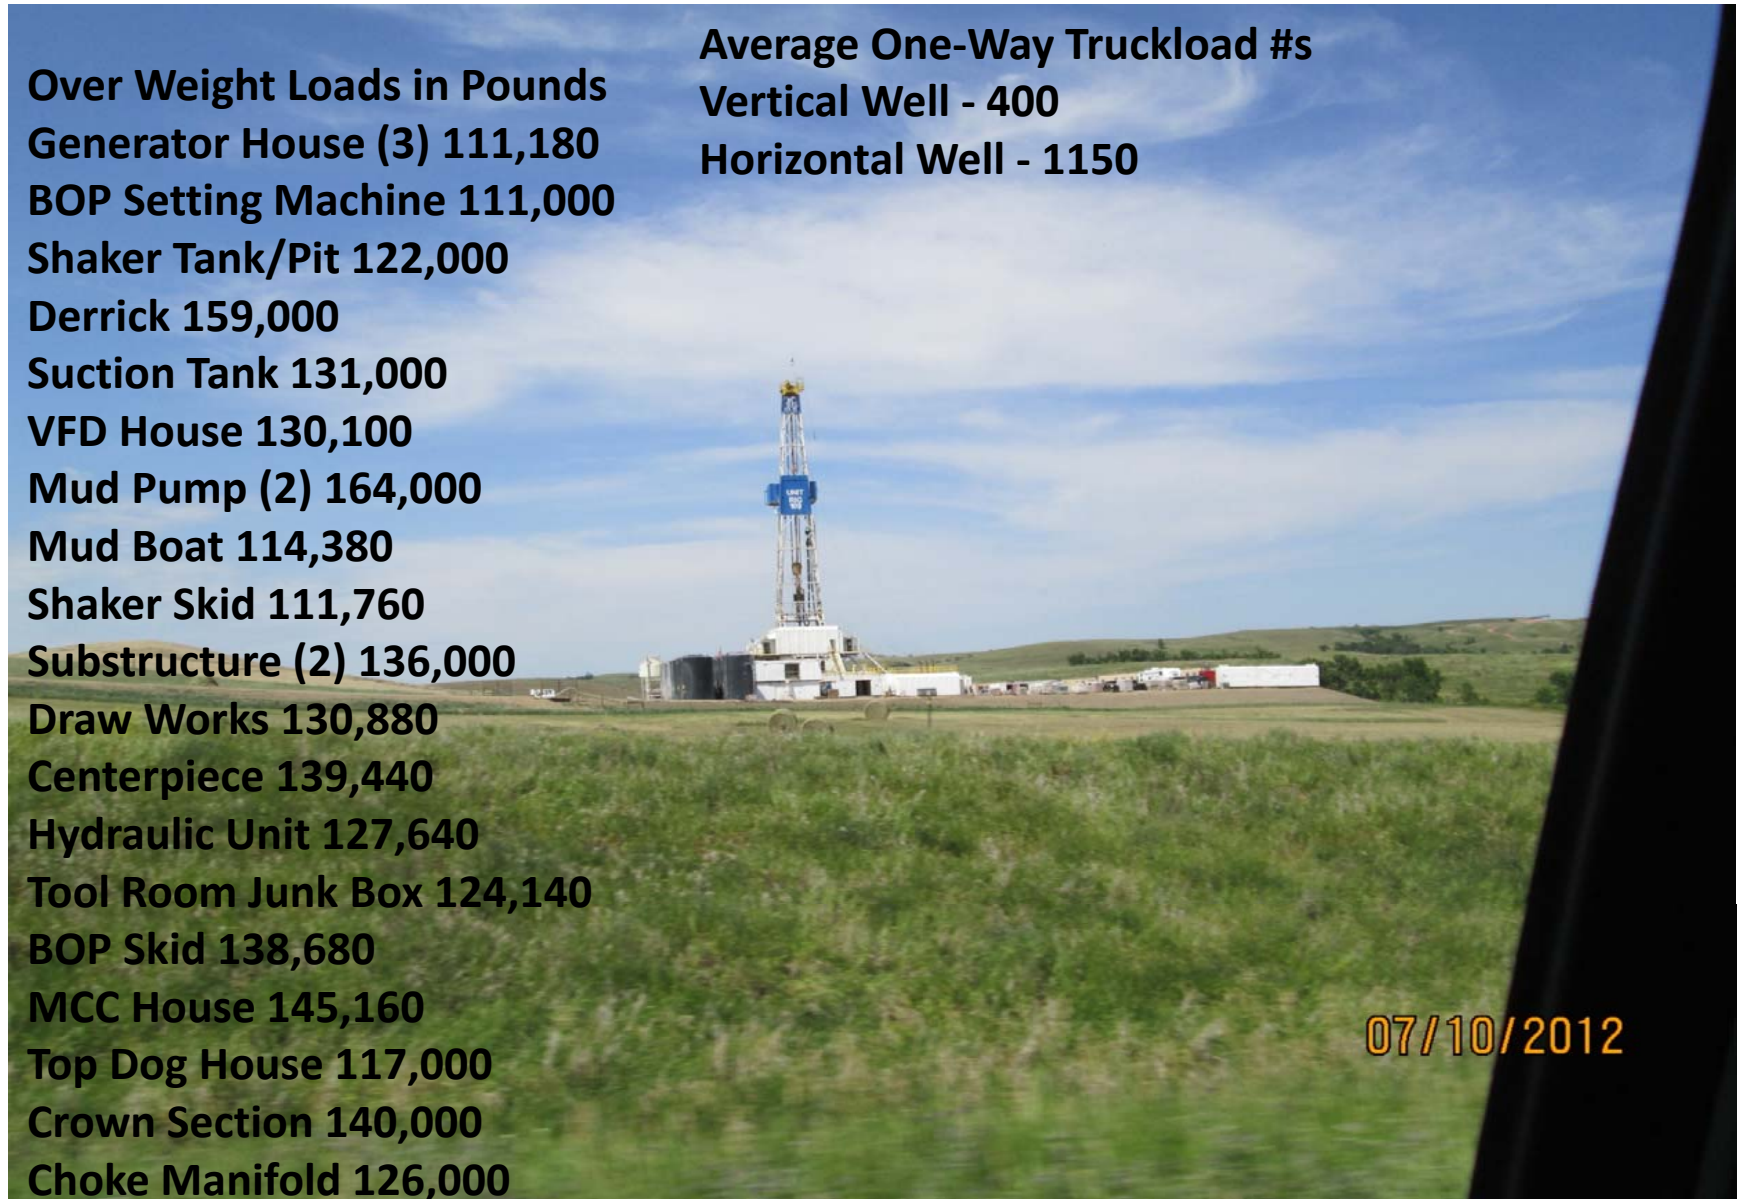 Over Weight Loads in Pounds
Generator House (3) 111,180
BOP Setting Machine 111,000
Shaker Tank/Pit 122,000
Derrick 159,000
Suction Tank 131,000
VFD House 130,100
Mud Pump (2) 164,000
Mud Boat 114,380
Shaker Skid 111,760
Substructure (2) 136,000
Draw Works 130,880
Centerpiece 139,440
Hydraulic Unit 127,640
Tool Room Junk Box 124,140
BOP Skid 138,680
MCC House 145,160
Top Dog House 117,000
Crown Section 140,000
Choke Manifold 126,000
Average One-Way Truckload #s
Vertical Well - 400
Horizontal Well - 1150
UNIT
RIG
07/10/2012